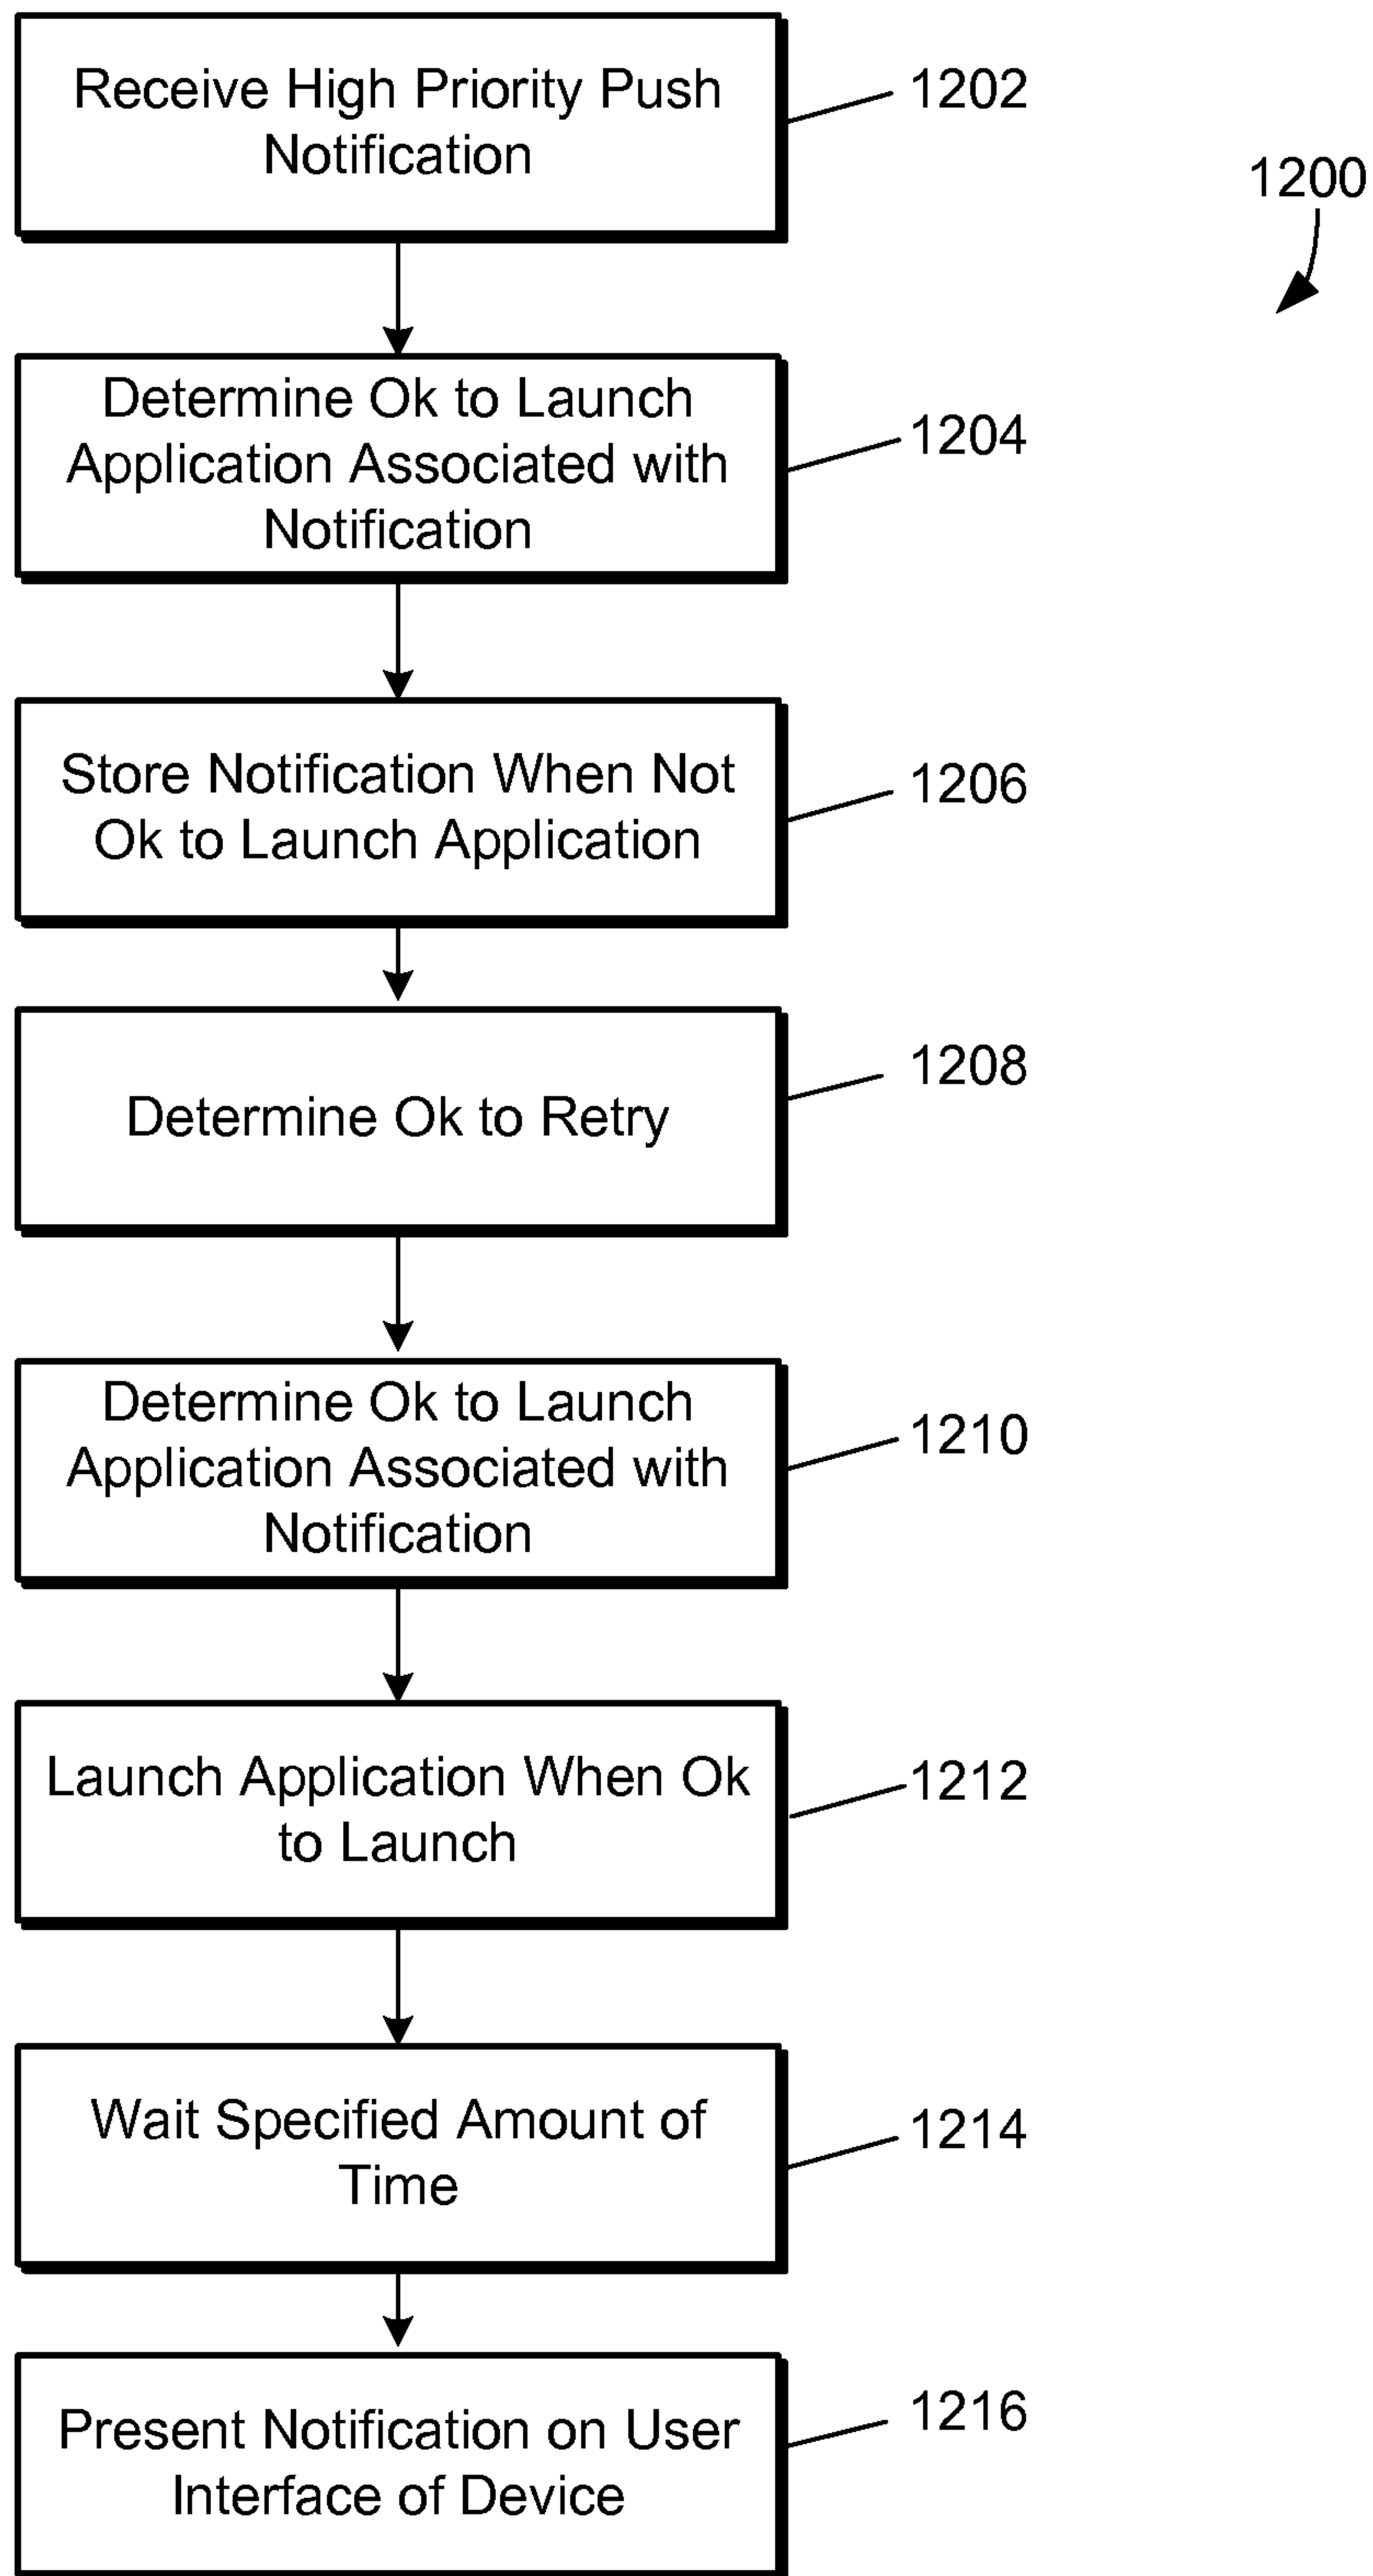 Receive High Priority Push
Notification
1202
1200
Determine Ok to Launch
Application Associated with
Notification
1204
Store Notification When Not
Ok to Launch Application
1206
Determine Ok to Retry
1208
Determine Ok to Launch
Application Associated with
Notification
1210
Launch Application When Ok
to Launch
1212
Wait Specified Amount of
Time
1214
Present Notification on User
Interface of Device
1216